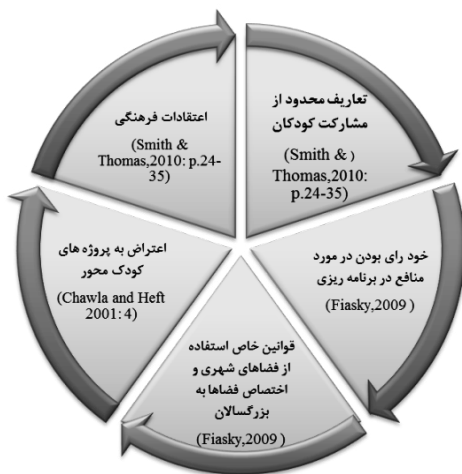 تعاریف محدود از
مشارکت کودکان
(Smith & )
Thomas,2010:
p.24-35)
خود رای بودن در مورد
منافع در برنامه ریزی
(Fiasky,2009 )
قوانین خاص استفاده
از فضاهای شهری و
اختصاص فضاها به
بزرگسالان
(Fiasky,2009 )
اعتراض به پروژه های
کودک محور
(Chawla and Heft
2001: 4)
اعتقادات فرهنگی
(Smith &
Thomas,2010: p.24-
35)